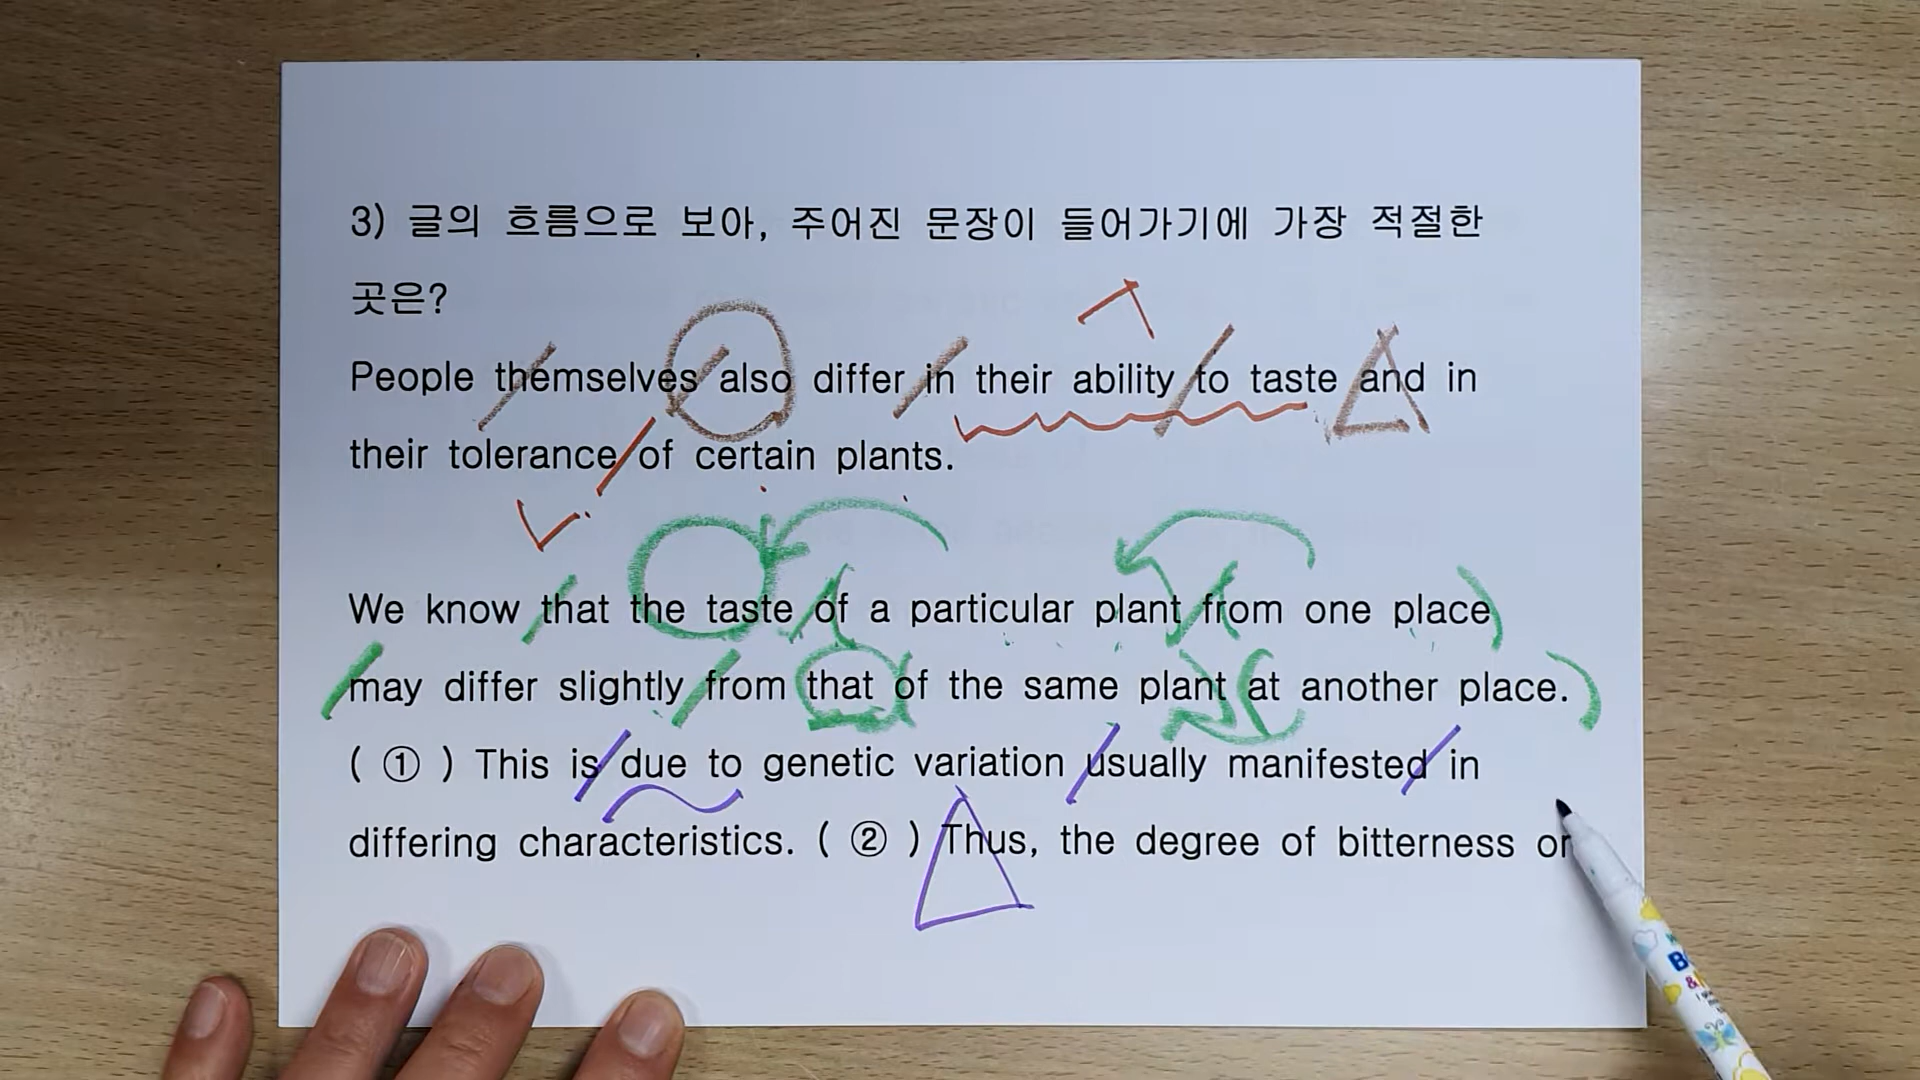 3) 글의 흐름으로 보아, 주어진 문장이 들어가기에 가장 적절한
곳은?
People themselves also differ in their ability to taste and in
their tolerance of certain plants.
We know that the taste of a particular plant from one place
may differ slightly from that of the same plant at another place.
( ① ) This is due to genetic variation usually manifested in
differing characteristics. ( ② ) Thus, the degree of bitterness or